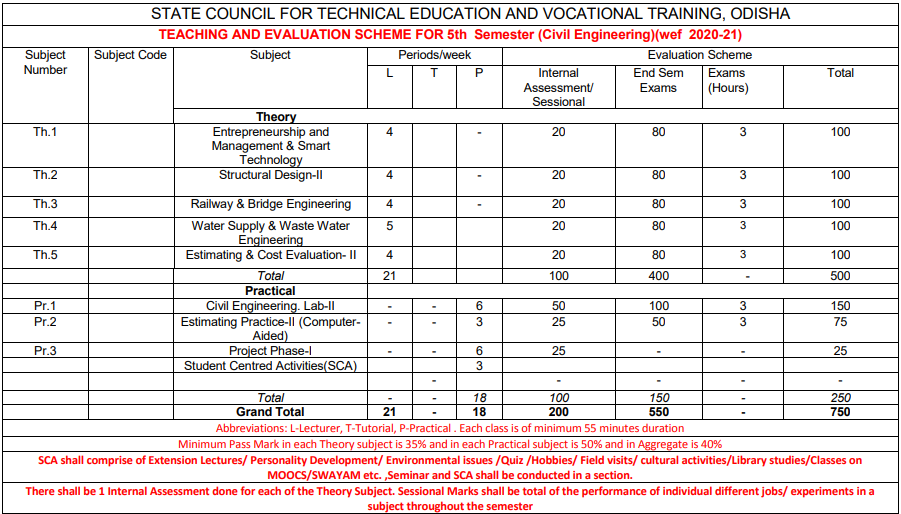 STATE COUNCIL FOR TECHNICAL EDUCATION AND VOCATIONAL TRAINING, ODISHA
TEACHING AND EVALUATION SCHEME FOR 5th Semester (Civil Engineering)(wef 2020-21)
Subject Number Subject Code Subject Periods/week Evaluation Scheme
L T P Internal Assessment/ Sessional End Sem Exams Exams (Hours) Total
Theory
Th.1 Entrepreneurship and Management & Smart Technology 4 - 20 80 3 100
Th.2 Structural Design-II 4 - 20 80 3 100
Th.3 Railway & Bridge Engineering 4 - 20 80 3 100
Th.4 Water Supply & Waste Water Engineering 5 20 80 3 100
Th.5 Estimating & Cost Evaluation- II 4 20 80 3 100
Total 21 100 400 - 500
Practical
Pr.1 Civil Engineering. Lab-II - - 6 50 100 3 150
Pr.2 Estimating Practice-II (Computer-Aided) - - 3 25 50 3 75
Pr.3 Project Phase-I - - 6 25 - - 25
Student Centred Activities(SCA) 3
- - - - -
Total - - 18 100 150 - 250
Grand Total 21 - 18 200 550 - 750
Abbreviations: L-Lecturer, T-Tutorial, P-Practical . Each class is of minimum 55 minutes duration
Minimum Pass Mark in each Theory subject is 35% and in each Practical subject is 50% and in Aggregate is 40%
SCA shall comprise of Extension Lectures/ Personality Development/ Environmental issues /Quiz /Hobbies/ Field visits/ cultural activities/Library studies/Classes on
MOOCS/SWAYAM etc. ,Seminar and SCA shall be conducted in a section.
There shall be 1 Internal Assessment done for each of the Theory Subject. Sessional Marks shall be total of the performance of individual different jobs/ experiments in a
subject throughout the semester